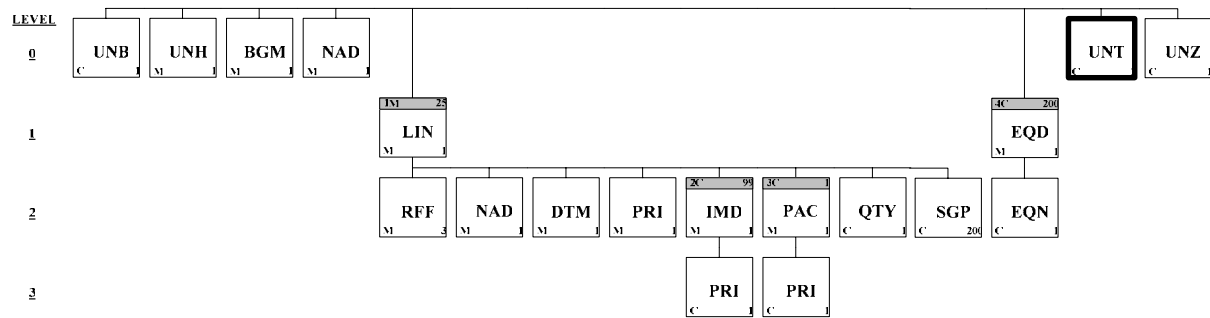 LEVEL
0
UNB
C 1
UNH
M 1
BGM
M 1
NAD
M 1
UNT
C
UNZ
C 1
1
1M 25
LIN
M 1
4C 200
EQD
M 1
2
RFF
M 3
NAD
M 1
DTM
M 1
PRI
M 1
2C 99
IMD
M 1
3C 1
PAC
M 1
QTY
C 1
SGP
C 200
EQN
C 1
3
PRI
C 1
PRI
C 1